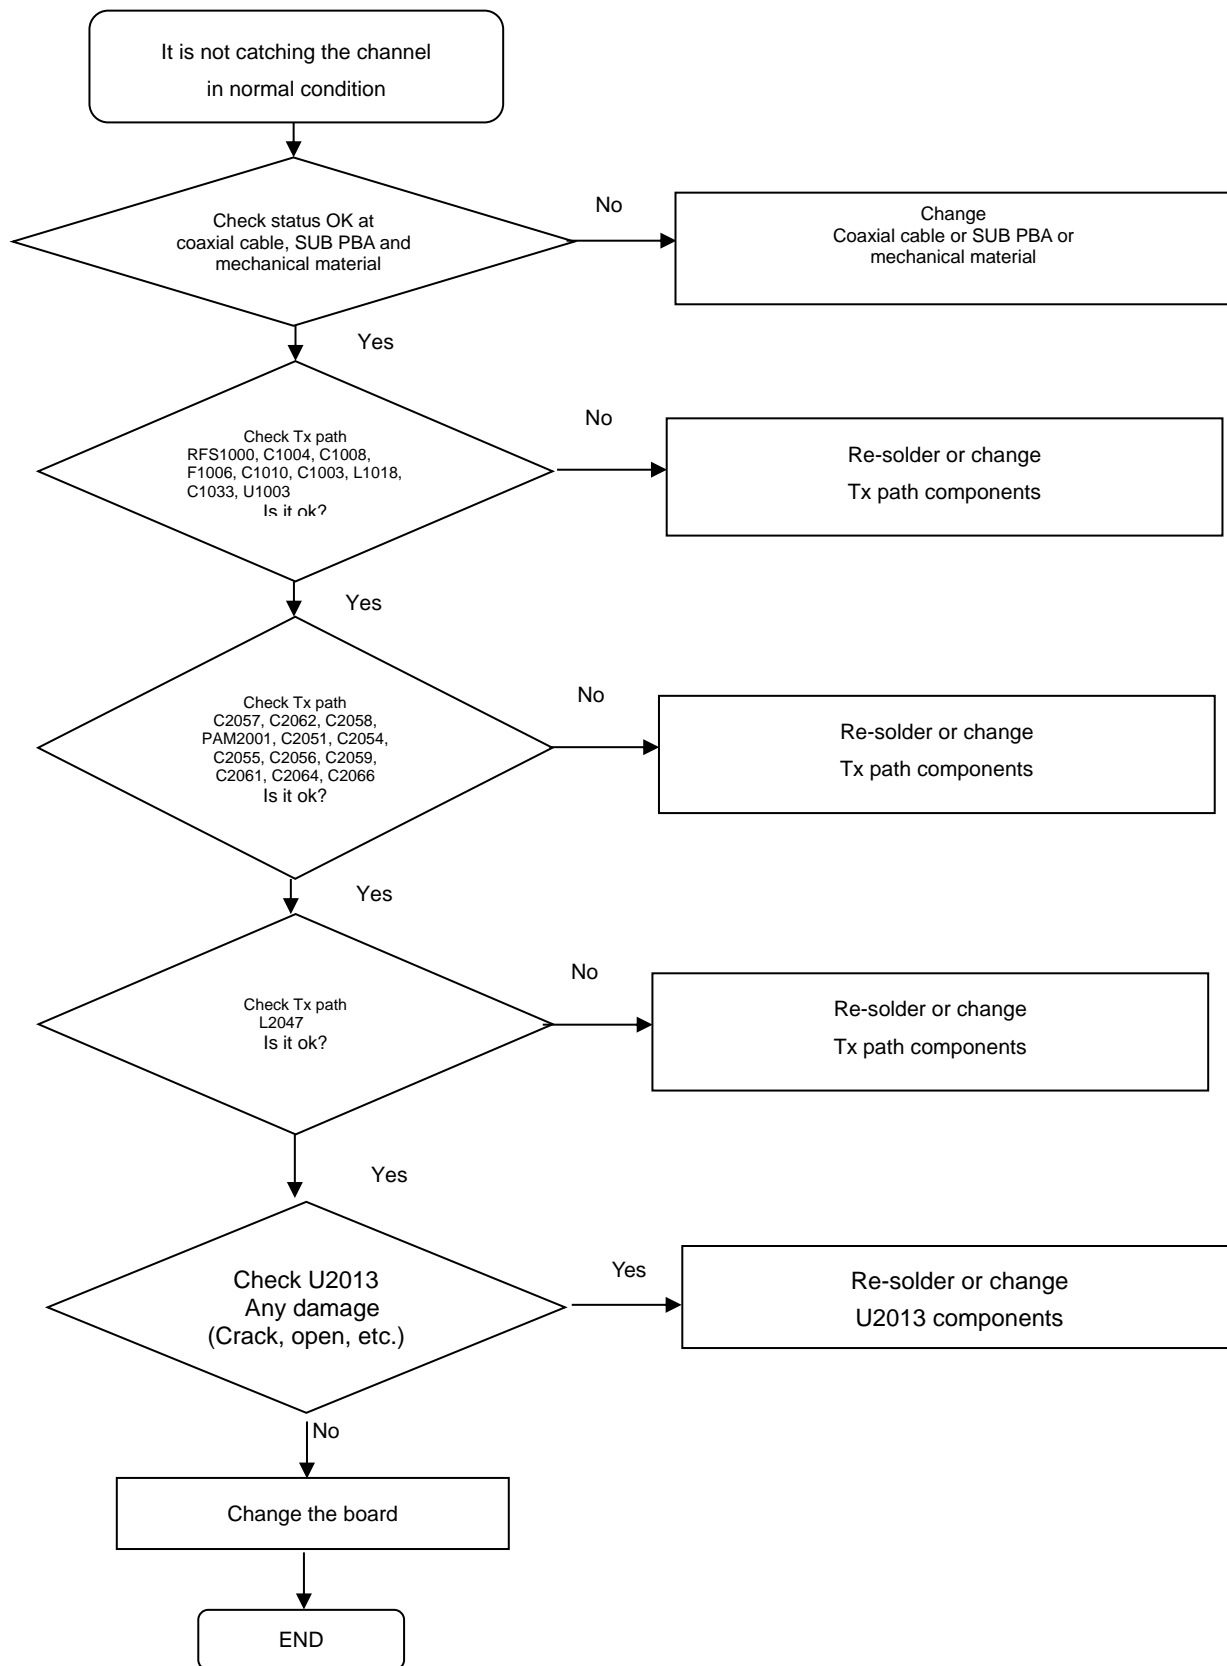 It is not catching the channel
in normal condition
Check status OK at
coaxial cable, SUB PBA and
mechanical material
No
Change
Coaxial cable or SUB PBA or
mechanical material
Yes
Check Tx path
RFS1000, C1004, C1008,
F1006, C1010, C1003, L1018,
C1033, U1003
Is it ok?
No
Re-solder or change
Tx path components
Yes
Check Tx path
C2057, C2062, C2058,
PAM2001, C2051, C2054,
C2055, C2056, C2059,
C2061, C2064, C2066
Is it ok?
No
Re-solder or change
Tx path components
Yes
Check Tx path
L2047
Is it ok?
No
Re-solder or change
Tx path components
Yes
Check U2013
Any damage
(Crack, open, etc.)
Yes
Re-solder or change
U2013 components
No
Change the board
END